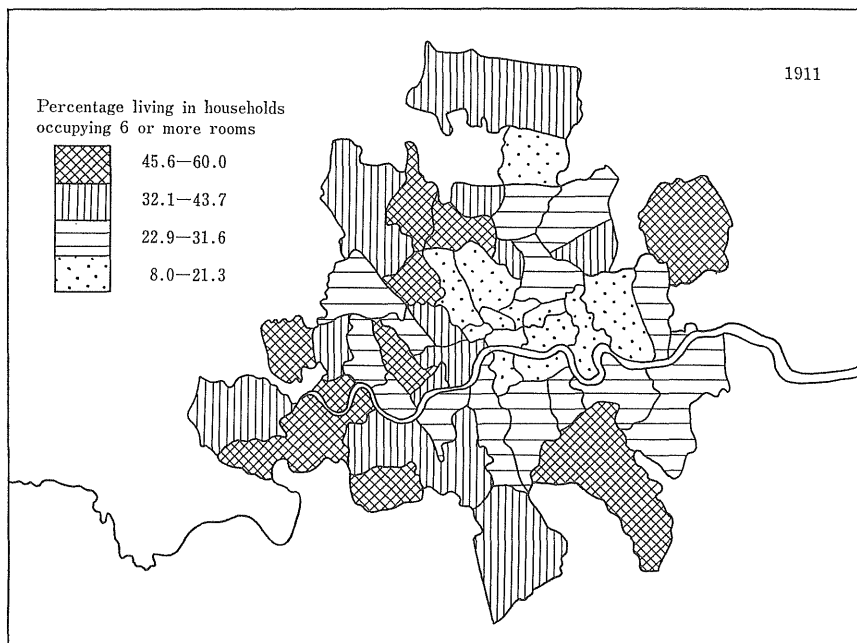 1911
Percentage living in households
occupying 6 or more rooms
45.6—60.0
32.1—43.7
22.9—31.6
8.0—21.3